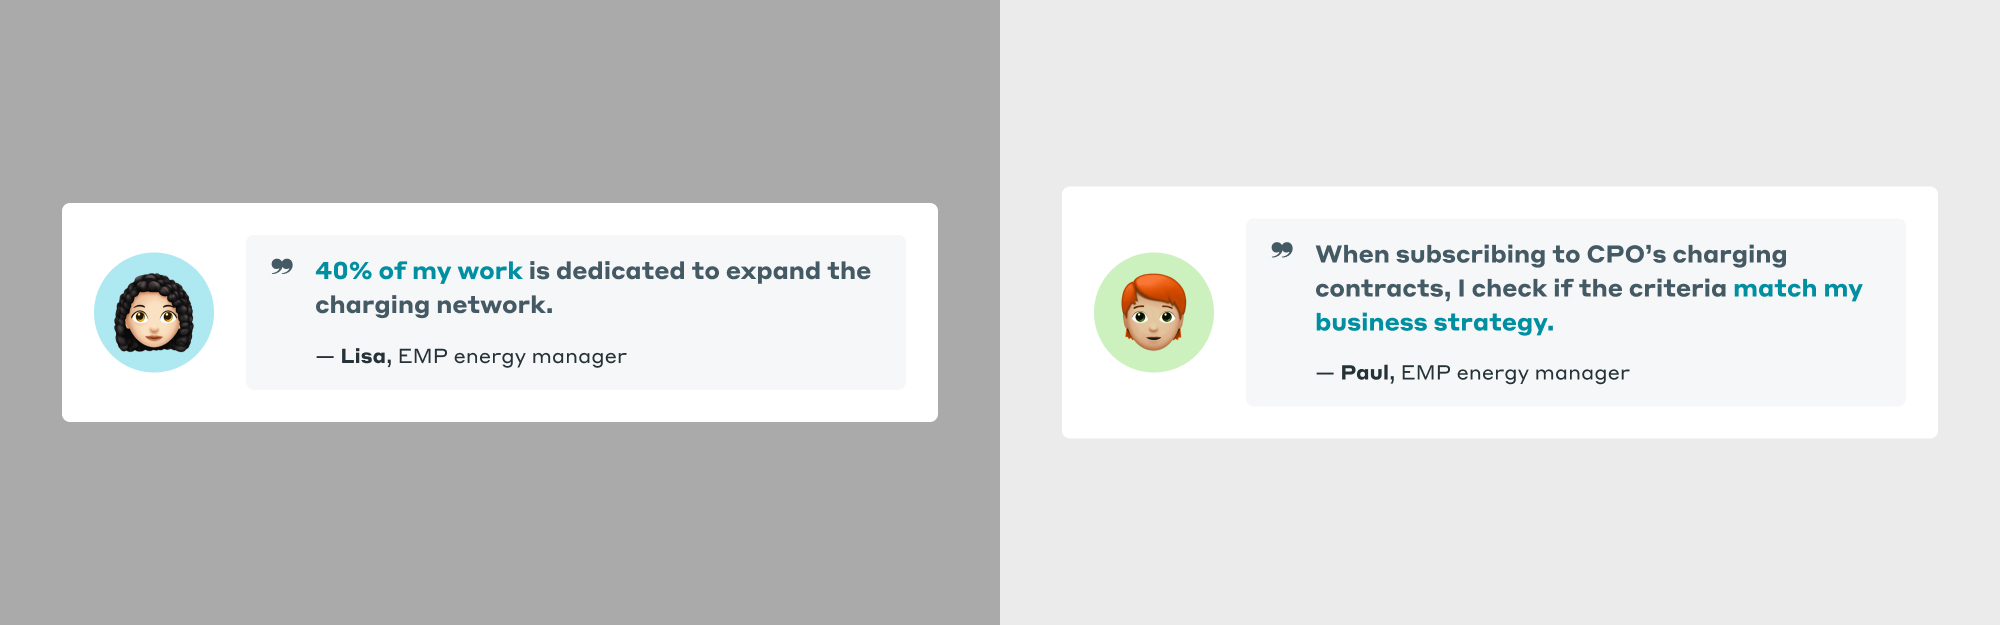 ❞ 40% of my work is dedicated to expand the
charging network.
— Lisa, EMP energy manager
❞ When subscribing to CPO’s charging
contracts, I check if the criteria match my
business strategy.
— Paul, EMP energy manager